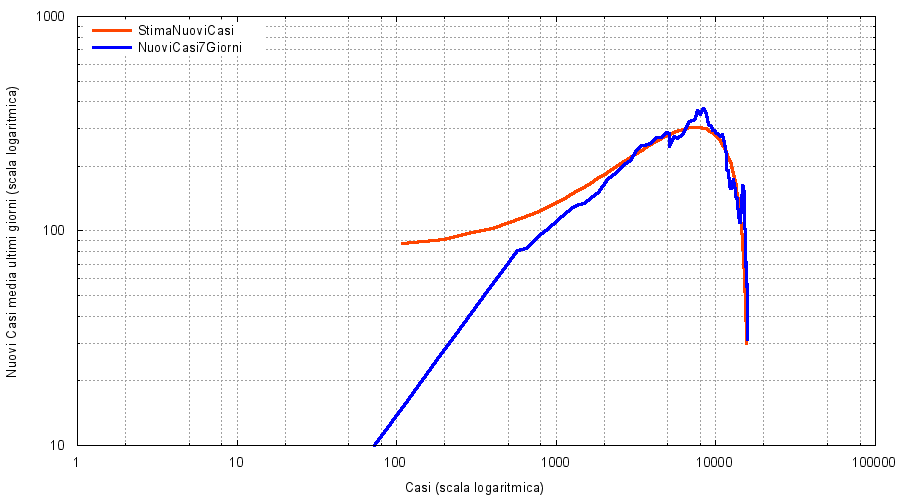 1000
StimaNuoviCasi
NuoviCasi7Giorni
100
10
Nuovi Casi media ultimi giorni (scala logaritmica)
1 10 100 1000 10000 100000
Casi (scala logaritmica)